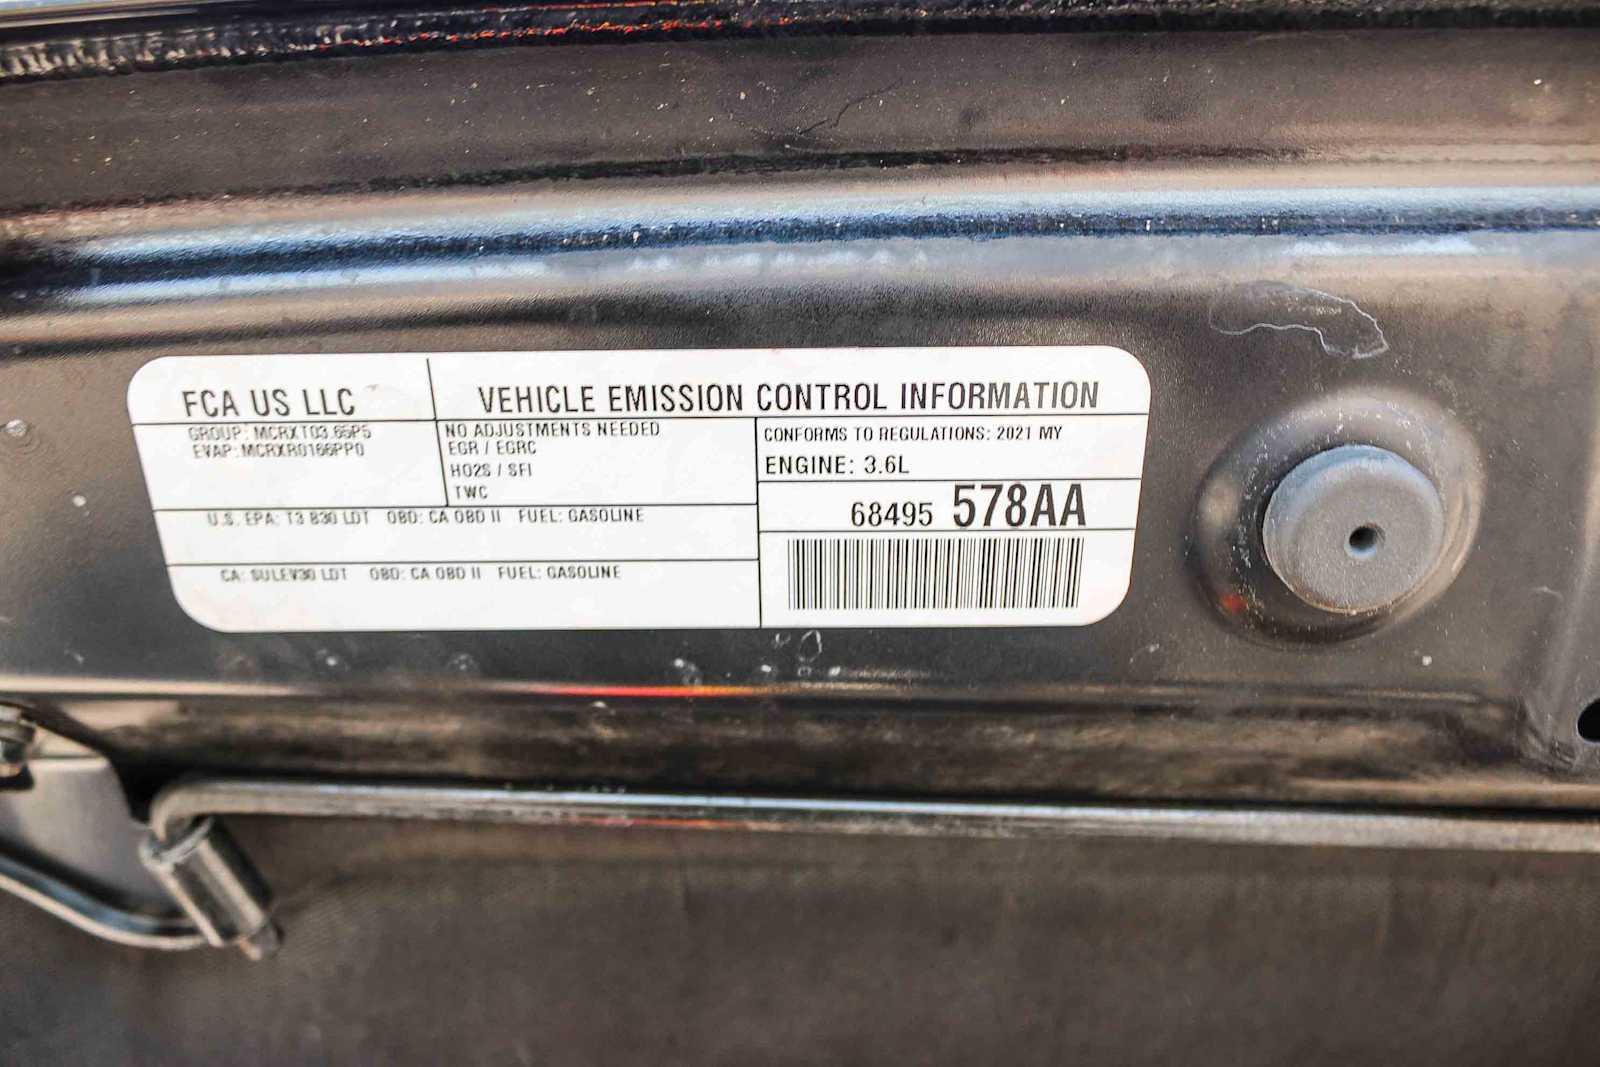 FCA US LLC
VEHICLE EMISSION CONTROL INFORMATION
GROUP: MCRXT03.65P5
EVAP: MCRXR0166PP0
NO ADJUSTMENTS NEEDED
EGR / EGRC
HO2S / SFI
TWC
CONFORMS TO REGULATIONS: 2021 MY
ENGINE: 3.6L
68495 578AA
U.S. EPA: T3 B30 LDT OBD: CA OBD II FUEL: GASOLINE
CA: SULEV30 LDT OBD: CA OBD II FUEL: GASOLINE